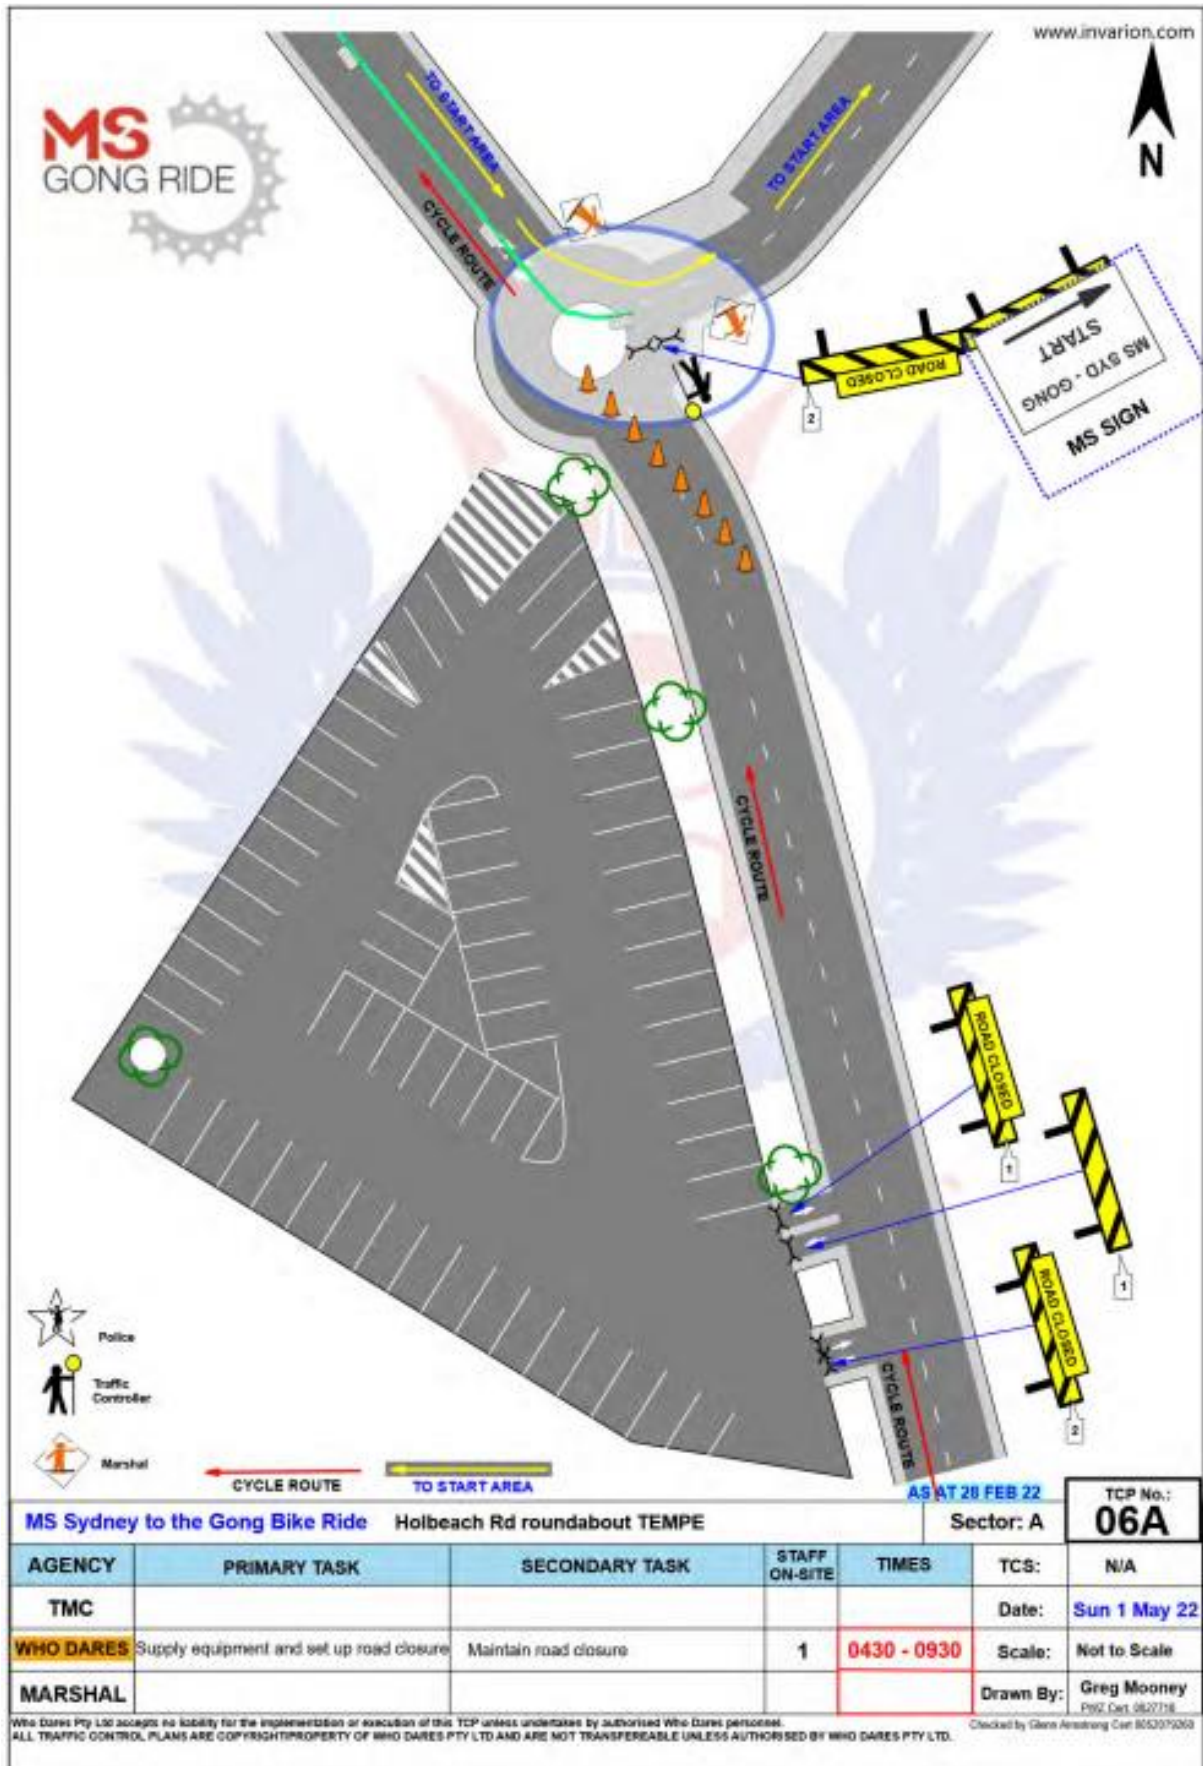 www.invarion.com
MS
GONG RIDE
N
TO START AREA
TO START AREA
CYCLE ROUTE
ROAD CLOSED
2
START
MS SYD - GONG
MS SIGN
CYCLE ROUTE
ROAD CLOSED
1
1
ROAD CLOSED
2
CYCLE ROUTE
Police
Traffic
Controller
Marshal
CYCLE ROUTE
TO START AREA
AS AT 28 FEB 22
MS Sydney to the Gong Bike Ride Holbeach Rd roundabout TEMPE Sector: A
TCP No.:
06A
AGENCY PRIMARY TASK SECONDARY TASK STAFF ON-SITE TIMES TCS: N/A
TMC Date: Sun 1 May 22
WHO DARES Supply equipment and set up road closure Maintain road closure 1 0430 - 0930 Scale: Not to Scale
MARSHAL Drawn By: Greg Mooney
Who Dares Pty Ltd accepts no liability for the implementation or execution of this TCP unless undertaken by authorised Who Dares personnel.
Checked by Glenn Armstrong Cert
ALL TRAFFIC CONTROL PLANS ARE COPYRIGHT/PROPERTY OF WHO DARES PTY LTD AND ARE NOT TRANSFEREABLE UNLESS AUTHORISED BY WHO DARES PTY LTD.